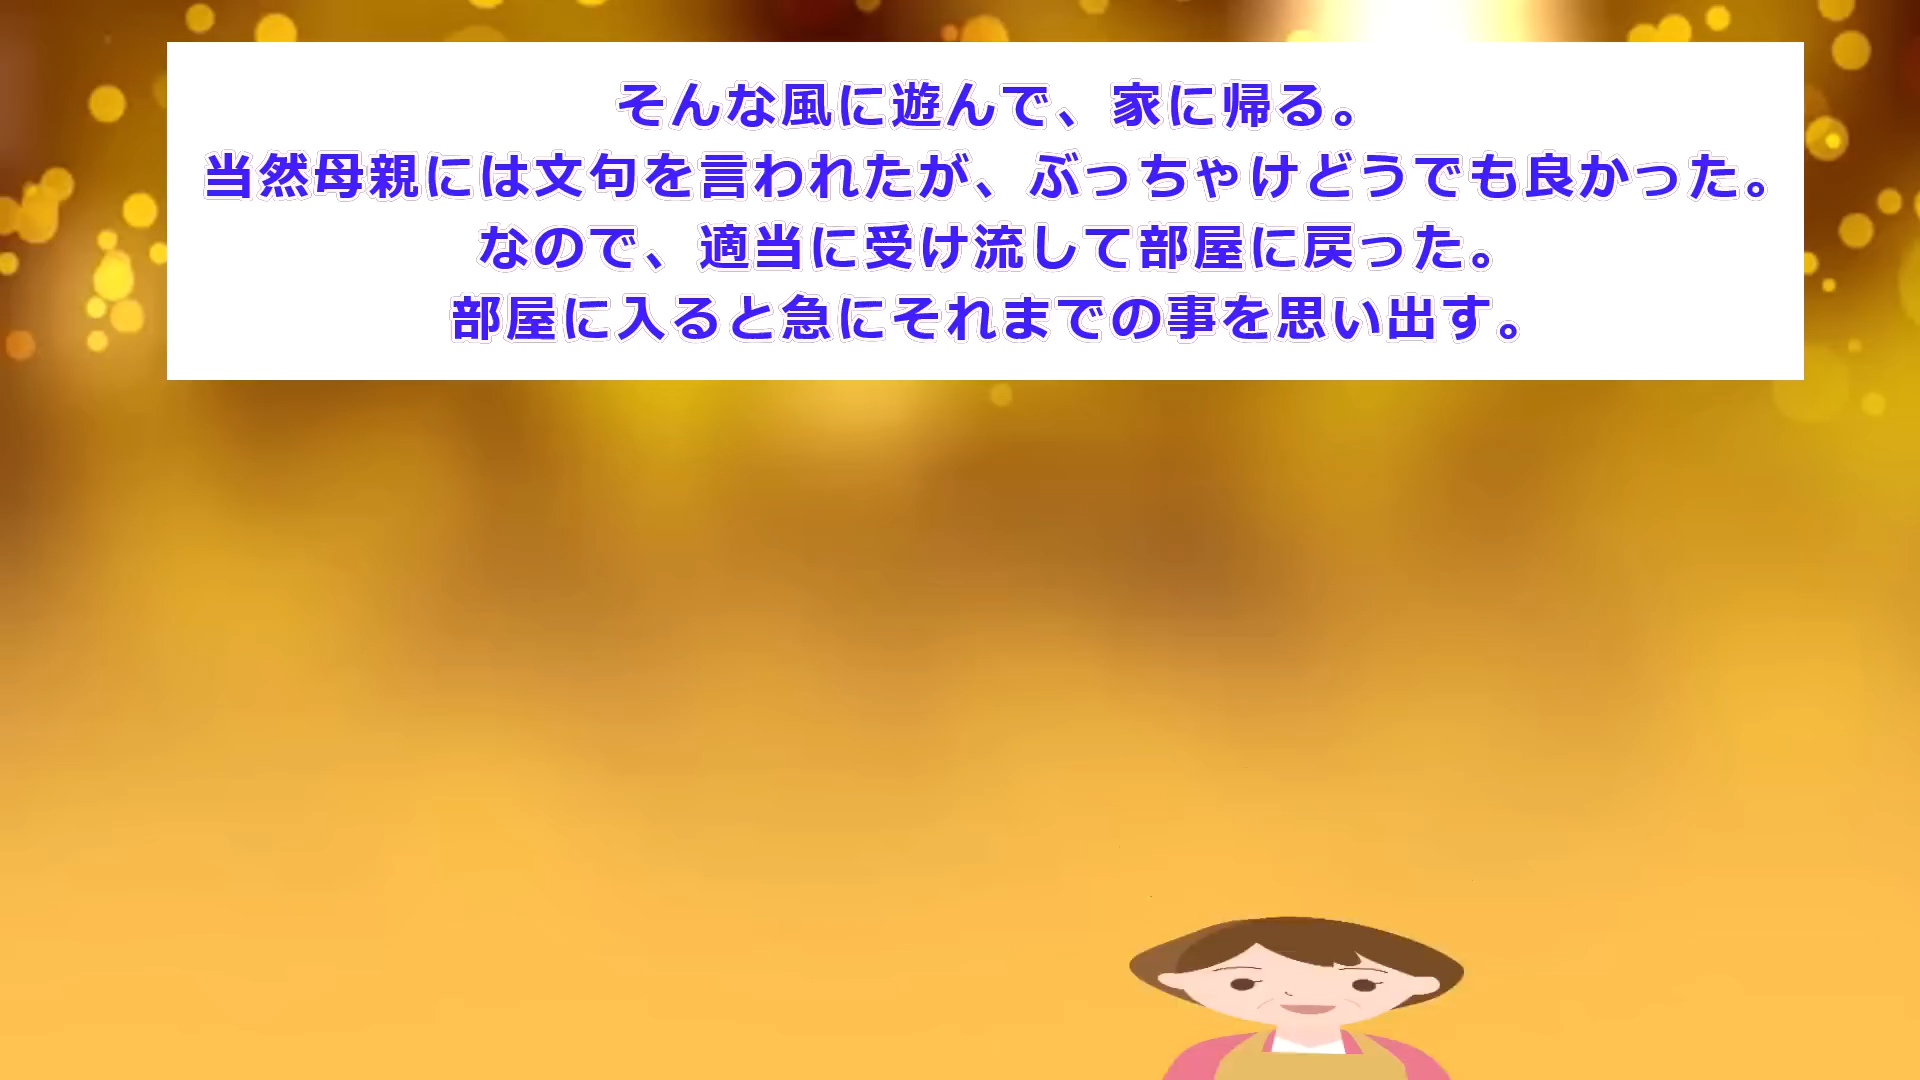 そんな風に遊んで、家に帰る。
当然母親には文句を言われたが、ぶっちゃけどうでも良かった。
なので、適当に受け流して部屋に戻った。
部屋に入ると急にそれまでの事を思い出す。